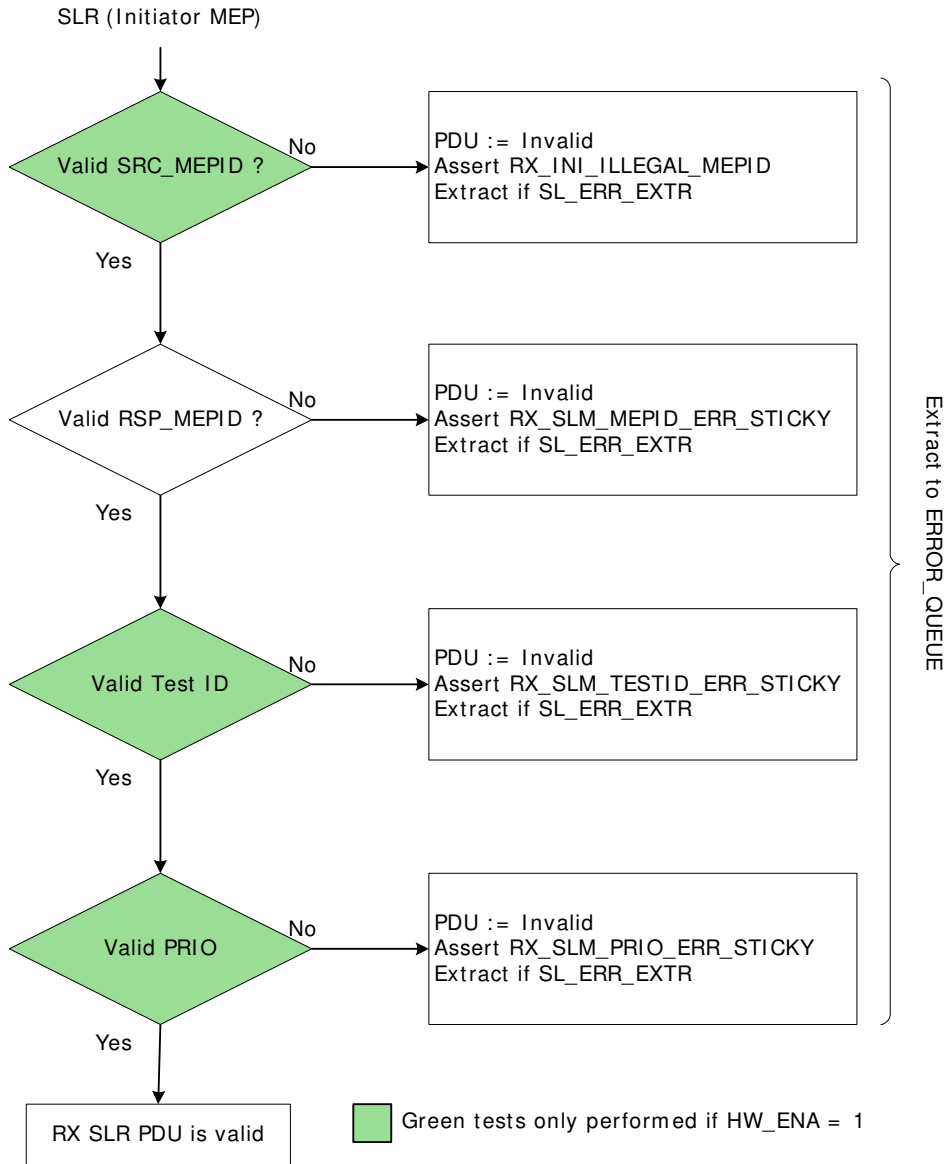 SLR (Initiator MEP)
Valid SRC_MEPID ?
No
PDU := Invalid
Assert RX_INI_ILLEGAL_MEPID
Extract if SL_ERR_EXTR
Yes
Valid RSP_MEPID ?
No
PDU := Invalid
Assert RX_SLM_MEPID_ERR_STICKY
Extract if SL_ERR_EXTR
Yes
Extract to ERROR_QUEUE
Valid Test ID
No
PDU := Invalid
Assert RX_SLM_TESTID_ERR_STICKY
Extract if SL_ERR_EXTR
Yes
Valid PRIO
No
PDU := Invalid
Assert RX_SLM_PRIO_ERR_STICKY
Extract if SL_ERR_EXTR
Yes
RX SLR PDU is valid
Green tests only performed if HW_ENA = 1